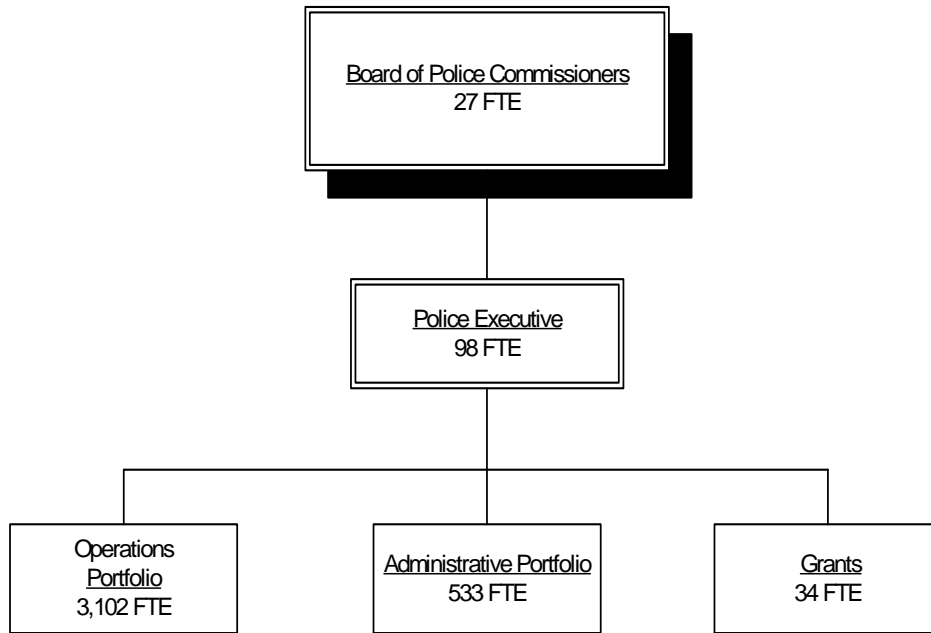 Board of Police Commissioners
27 FTE
Police Executive
98 FTE
Operations
Portfolio
3,102 FTE
Administrative Portfolio
533 FTE
Grants
34 FTE